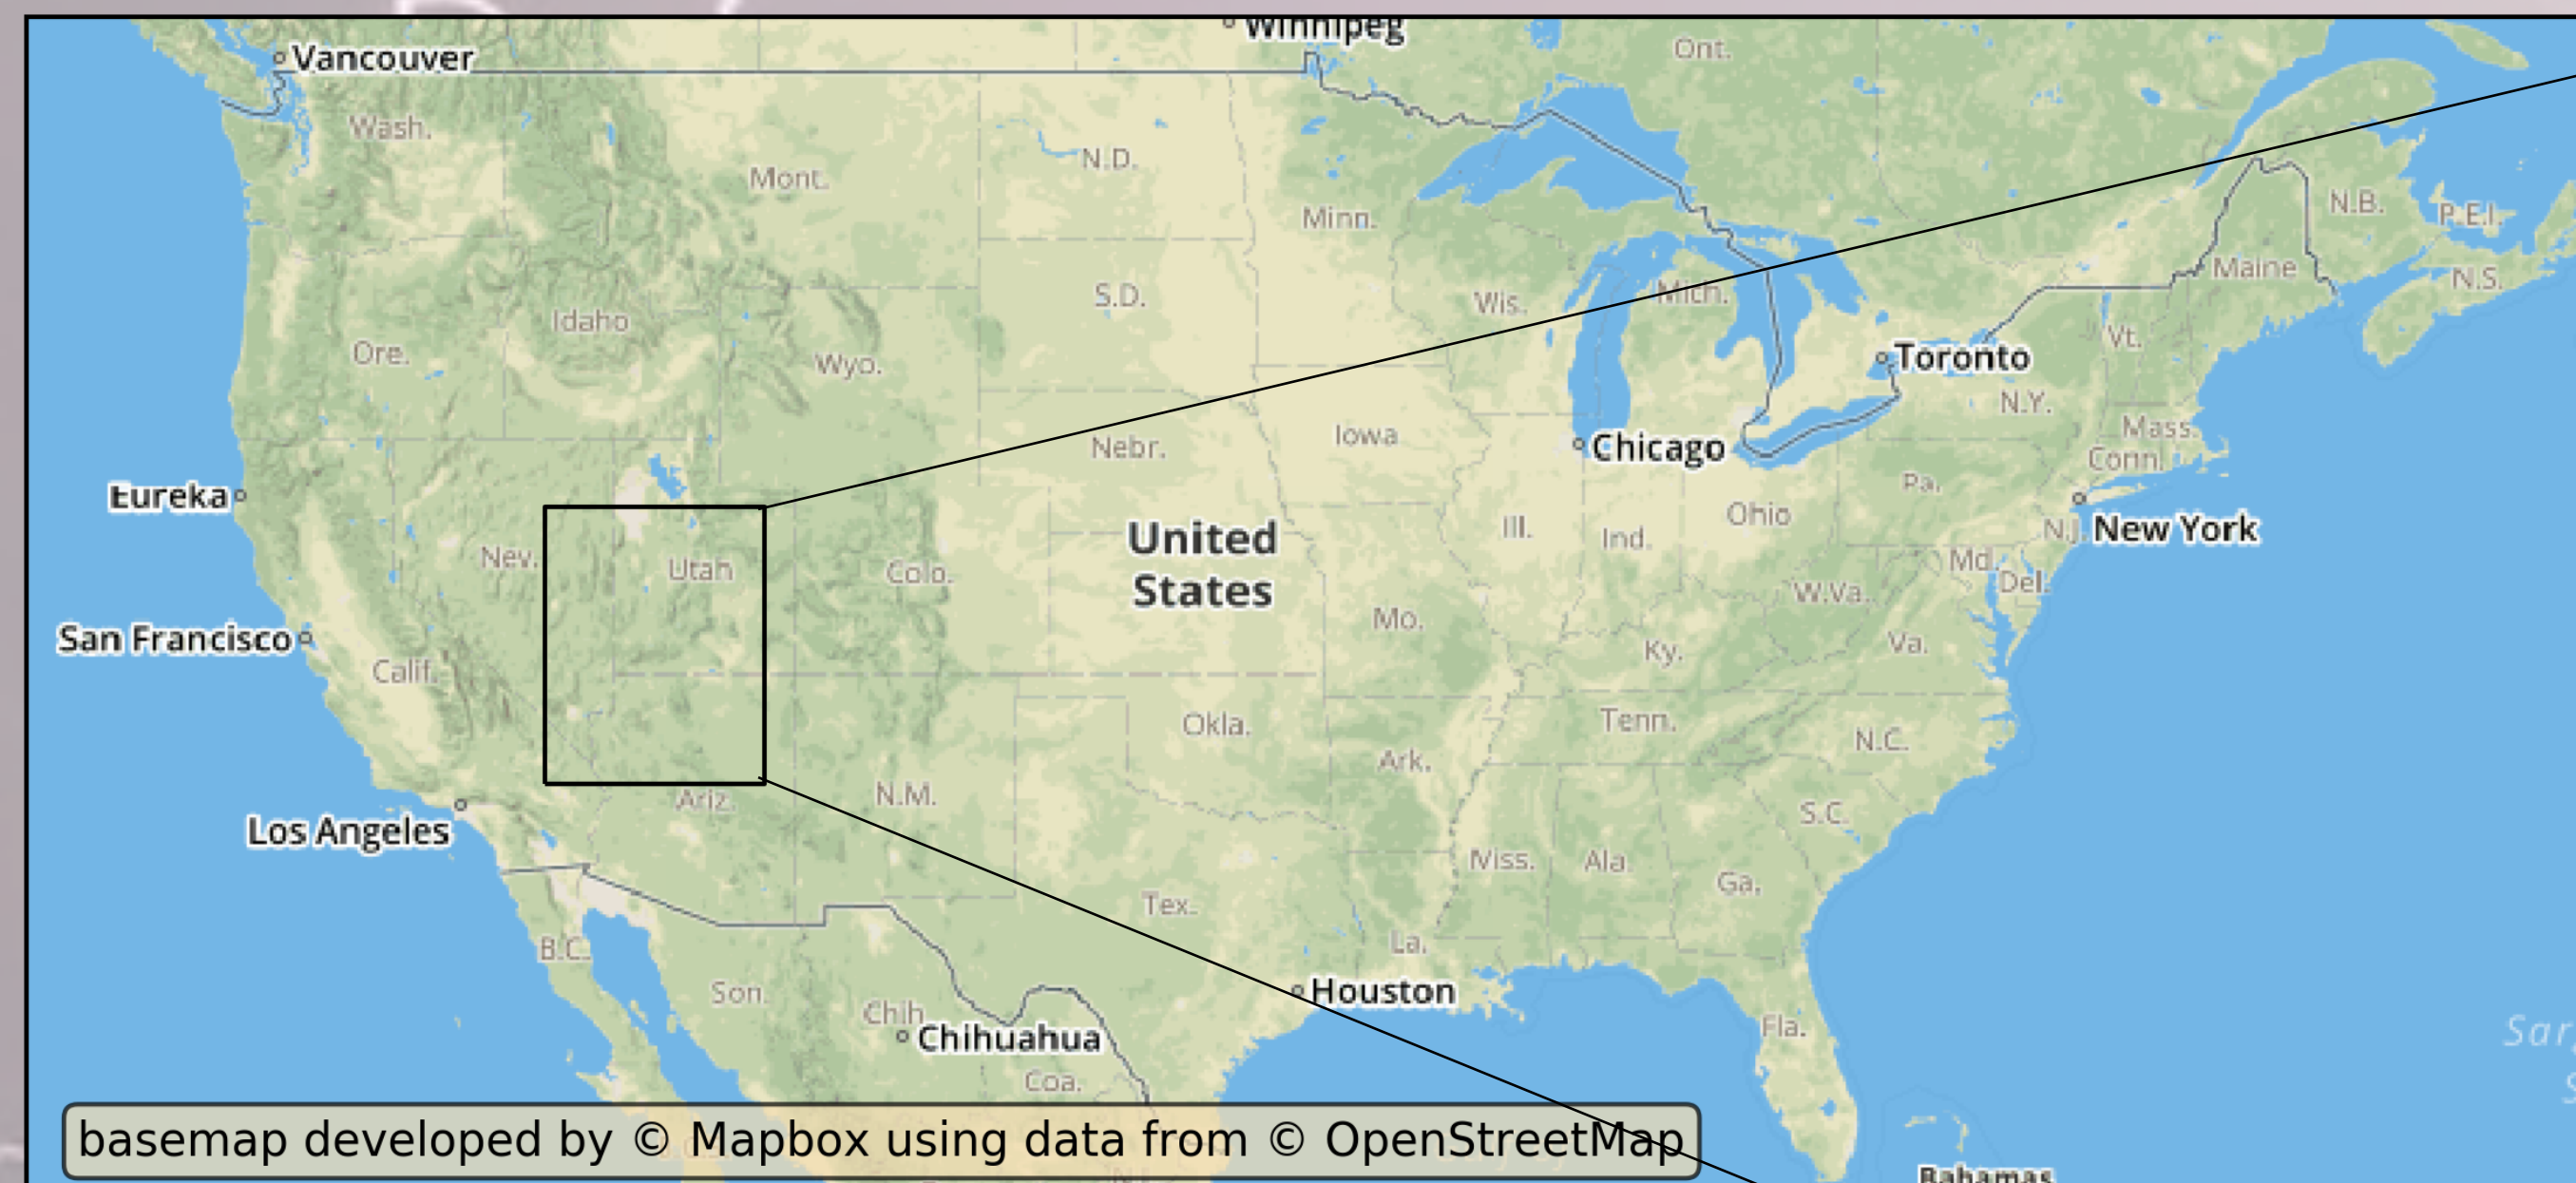 Winnipeg
Vancouver
Ont.
Wash.
N.D.
Mont.
Minn.
N.B.
P.E.I.
Maine
N.S.
S.D.
Mich.
Wis.
Idaho
Vt.
Ore.
Wyo.
Toronto
N.Y.
Mass.
Iowa
Nebr.
Chicago
Conn.
Pa.
Eureka
Ohio
Ill.
Ind.
N.J.
New York
United
States
Nev.
Utah
Colo.
Md.
Del.
W.Va.
Mo.
San Francisco
Va.
Ky.
Calif.
Okla.
Tenn.
N.C.
Ark.
Ariz.
N.M.
S.C.
Los Angeles
Miss.
Ala.
Ga.
Tex.
La.
B.C.
Son.
Houston
Chih.
Chihuahua
Fla.
Coa.
basemap developed by © Mapbox using data from © OpenStreetMap
Bahamas